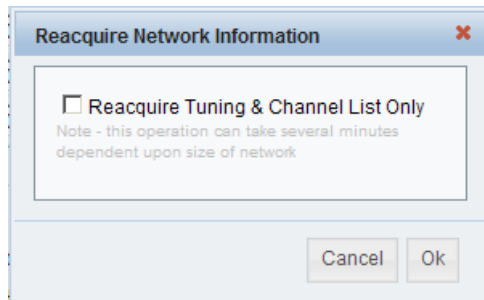 Reacquire Network Information
Reacquire Tuning & Channel List Only
Note - this operation can take several minutes
dependent upon size of network
Cancel Ok